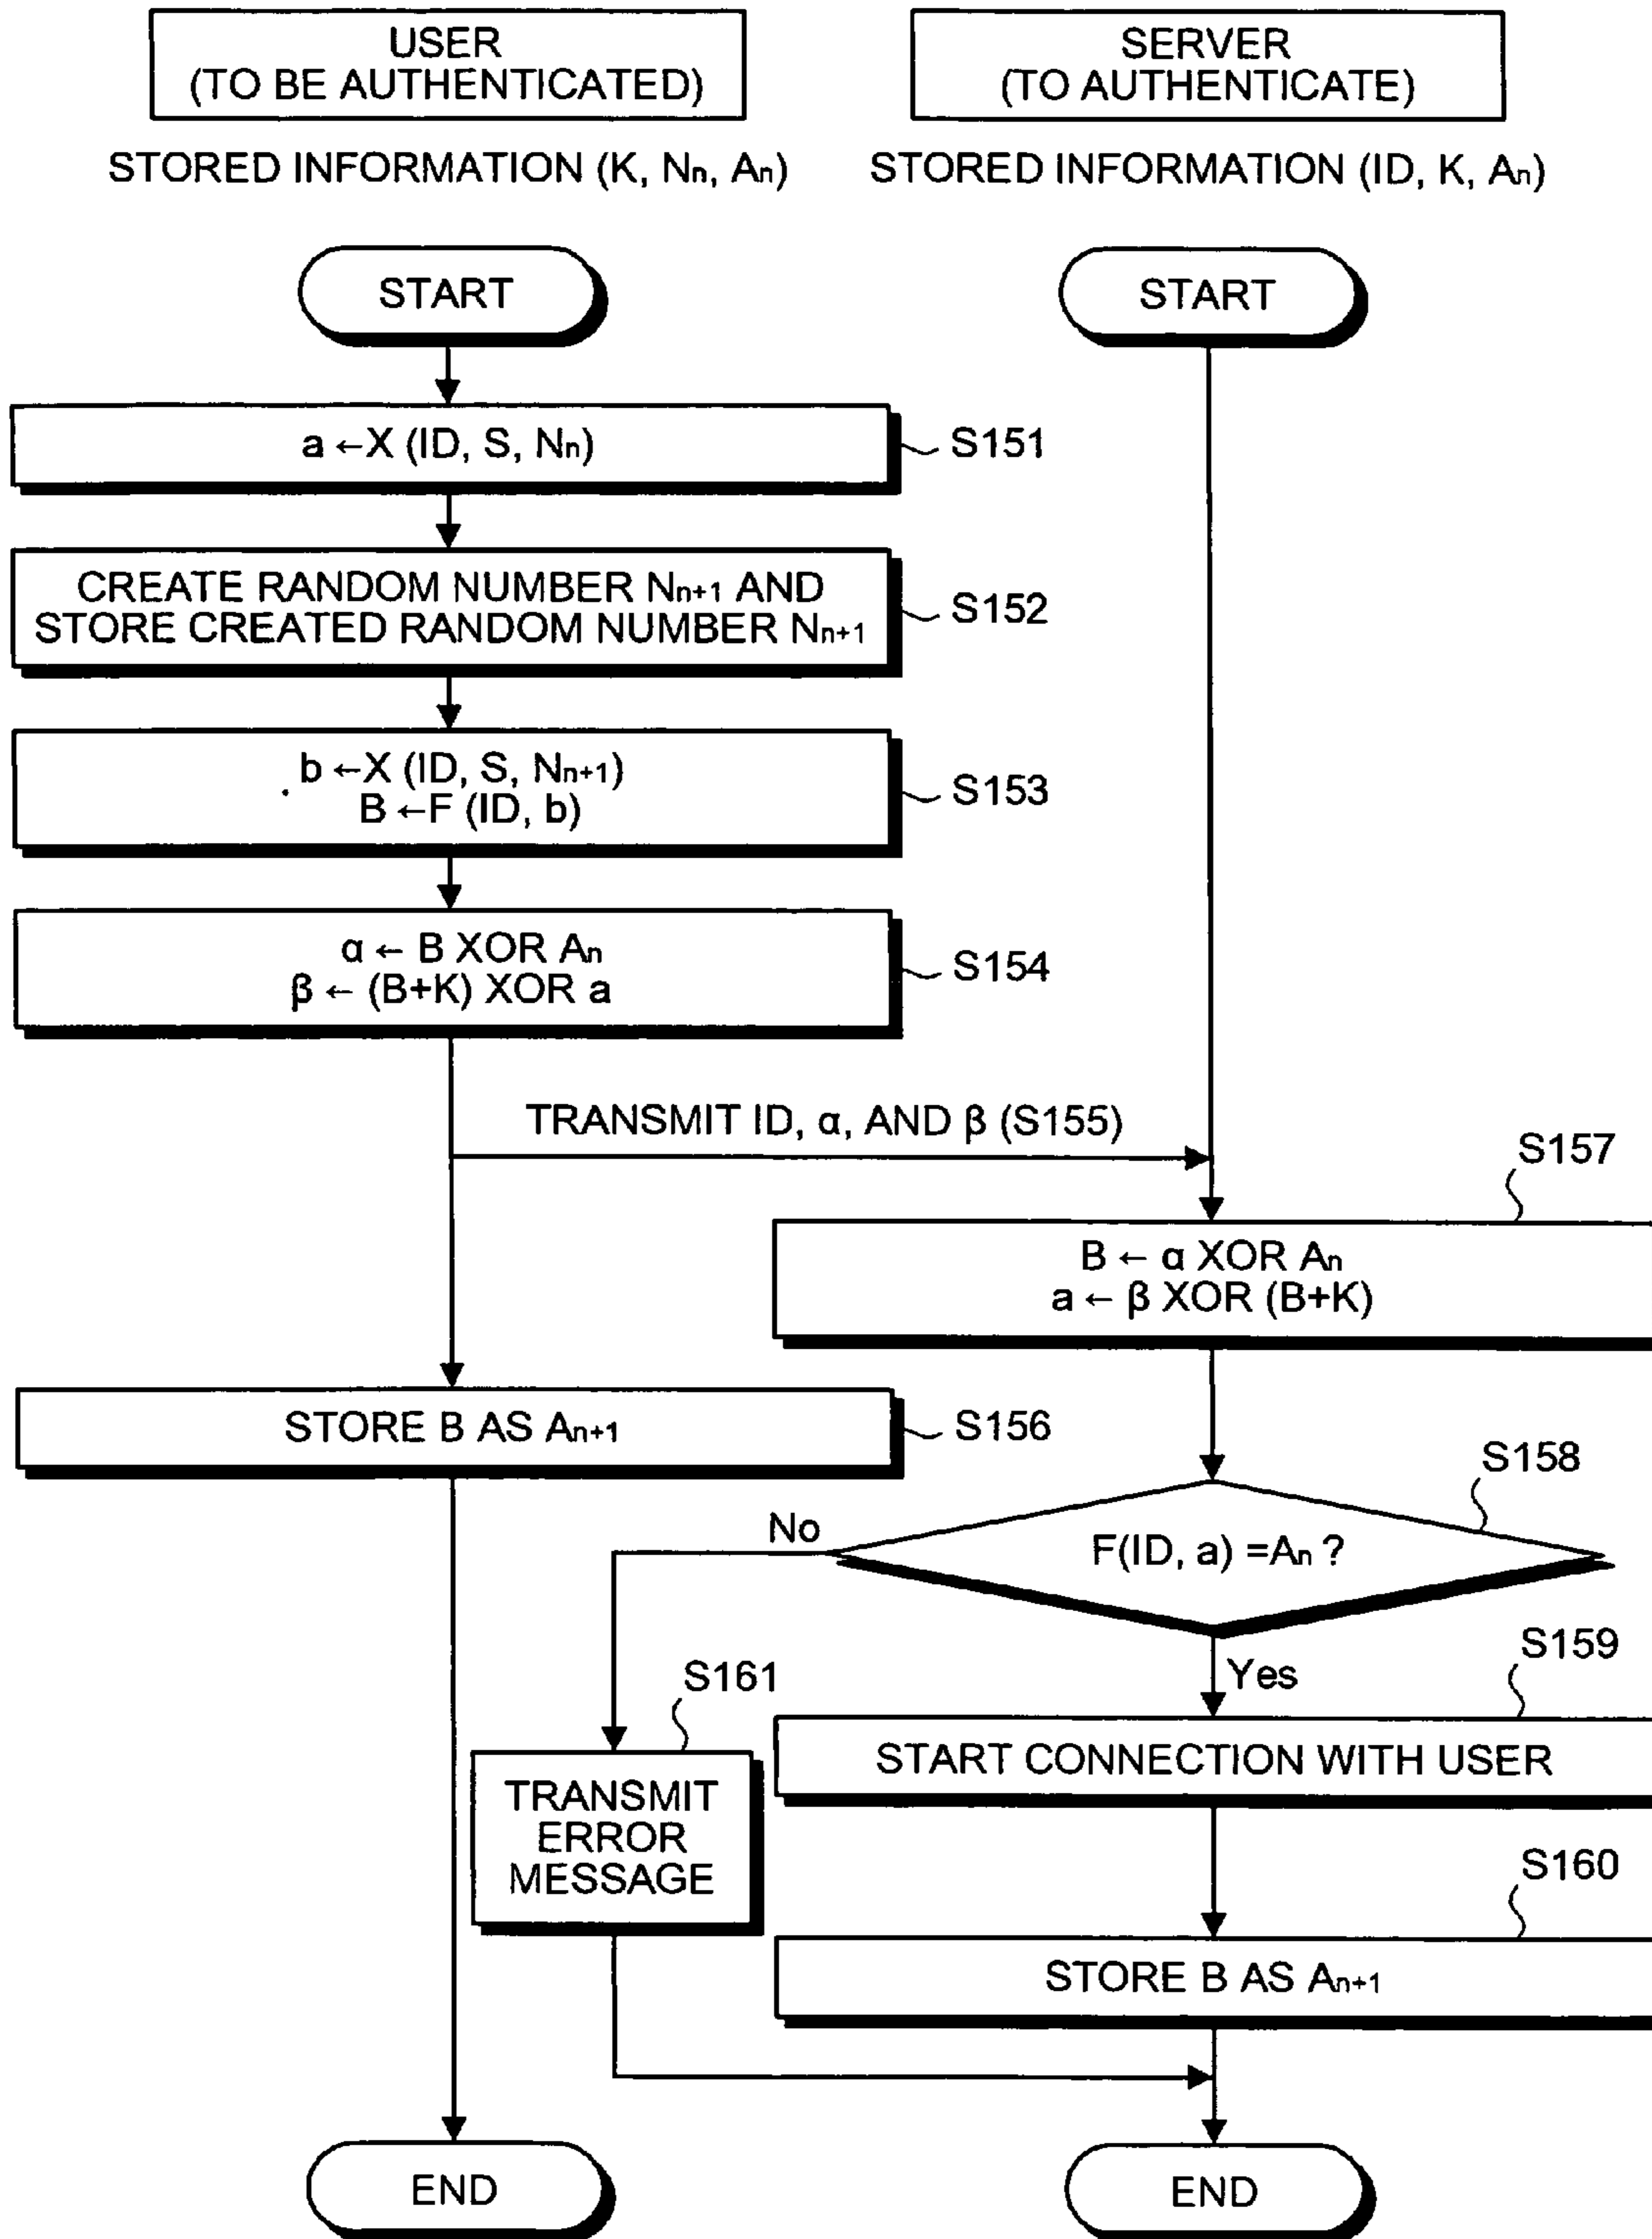 USER
(TO BE AUTHENTICATED)
SERVER
(TO AUTHENTICATE)
STORED INFORMATION (K, Nn, An)
STORED INFORMATION (ID, K, An)
START
START
a ←X (ID, S, Nn)
S151
CREATE RANDOM NUMBER Nn+1 AND
STORE CREATED RANDOM NUMBER Nn+1
S152
b ←X (ID, S, Nn+1)
B ←F (ID, b)
S153
α ← B XOR An
β ← (B+K) XOR a
S154
TRANSMIT ID, α, AND β (S155)
S157
B ← α XOR An
a ← β XOR (B+K)
STORE B AS An+1
S156
S158
No
F(ID, a) =An ?
S159
Yes
S161
START CONNECTION WITH USER
TRANSMIT
ERROR
MESSAGE
S160
STORE B AS An+1
END
END